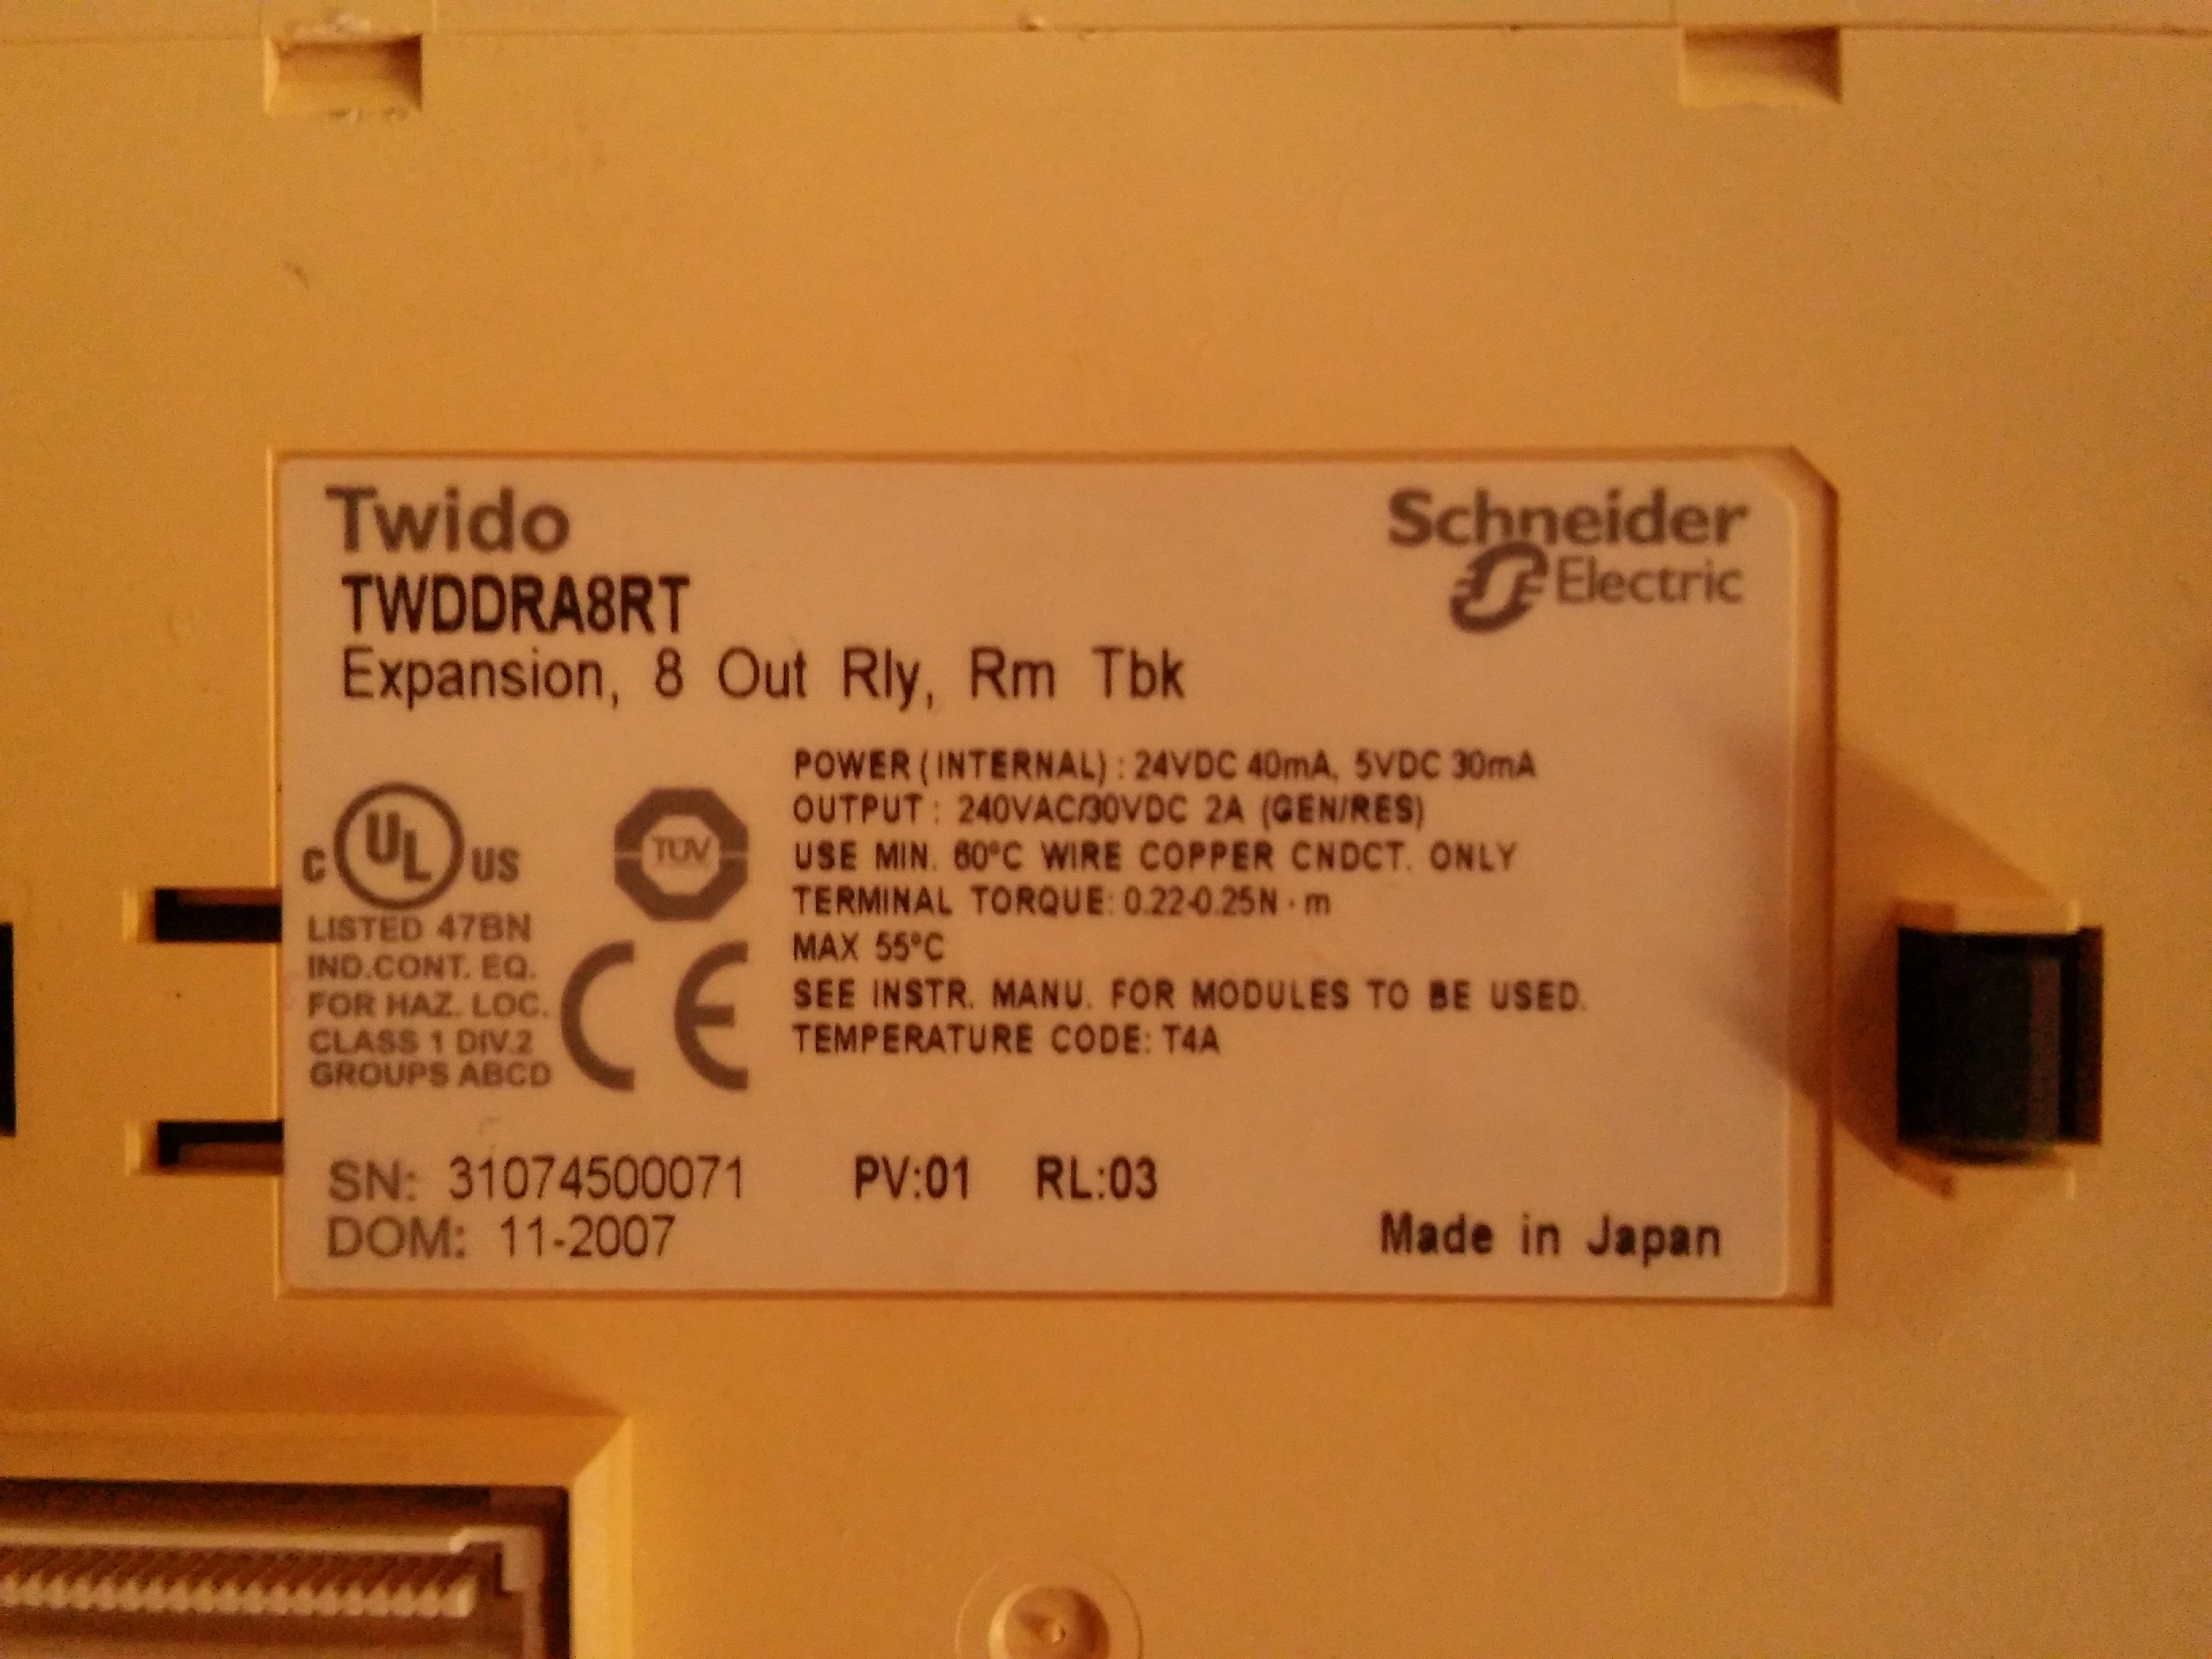 Twido
Schneider
Electric
TWDDRA8RT
Expansion, 8 Out Rly, Rm Tbk
POWER (INTERNAL) : 24VDC 40mA, 5VDC 30mA
OUTPUT : 240VAC/30VDC 2A (GEN/RES)
USE MIN. 60°C WIRE COPPER CNDCT. ONLY
TERMINAL TORQUE: 0.22-0.25N · m
MAX 55°C
SEE INSTR. MANU. FOR MODULES TO BE USED.
TEMPERATURE CODE: T4A
C UL US
TUV
LISTED 47BN
IND.CONT. EQ.
FOR HAZ. LOC.
CLASS 1 DIV.2
GROUPS ABCD
CE
SN: 31074500071 PV:01 RL:03
DOM: 11-2007
Made in Japan